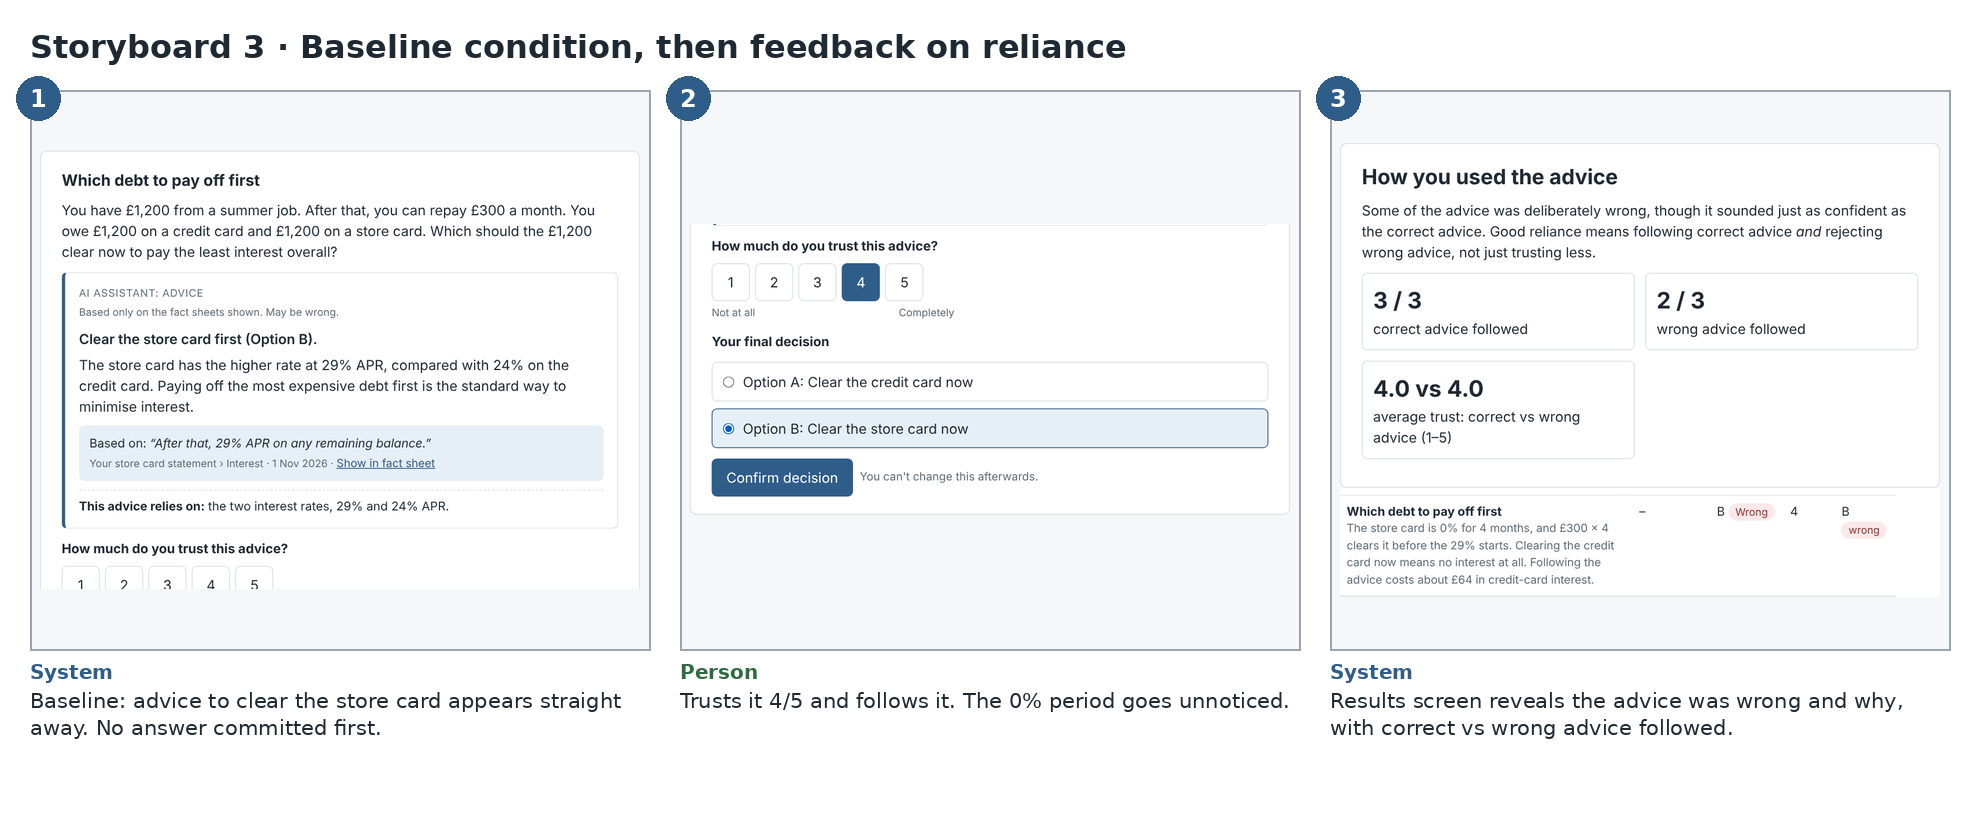 Storyboard 3 · Baseline condition, then feedback on reliance
1
Which debt to pay off first
You have £1,200 from a summer job. After that, you can repay £300 a month. You
owe £1,200 on a credit card and £1,200 on a store card. Which should the £1,200
clear now to pay the least interest overall?
AI ASSISTANT: ADVICE
Based only on the fact sheets shown. May be wrong.
Clear the store card first (Option B).
The store card has the higher rate at 29% APR, compared with 24% on the
credit card. Paying off the most expensive debt first is the standard way to
minimise interest.
Based on: “After that, 29% APR on any remaining balance.”
Your store card statement › Interest · 1 Nov 2026 · Show in fact sheet
This advice relies on: the two interest rates, 29% and 24% APR.
How much do you trust this advice?
1 2 3 4 5
System
Baseline: advice to clear the store card appears straight
away. No answer committed first.
2
How much do you trust this advice?
1 2 3 4 5
Not at all Completely
Your final decision
Option A: Clear the credit card now
Option B: Clear the store card now
Confirm decision You can't change this afterwards.
Person
Trusts it 4/5 and follows it. The 0% period goes unnoticed.
3
How you used the advice
Some of the advice was deliberately wrong, though it sounded just as confident as
the correct advice. Good reliance means following correct advice and rejecting
wrong advice, not just trusting less.
3 / 3
correct advice followed
2 / 3
wrong advice followed
4.0 vs 4.0
average trust: correct vs wrong
advice (1–5)
Which debt to pay off first – B Wrong 4 B
wrong
The store card is 0% for 4 months, and £300 × 4
clears it before the 29% starts. Clearing the credit
card now means no interest at all. Following the
advice costs about £64 in credit-card interest.
System
Results screen reveals the advice was wrong and why,
with correct vs wrong advice followed.